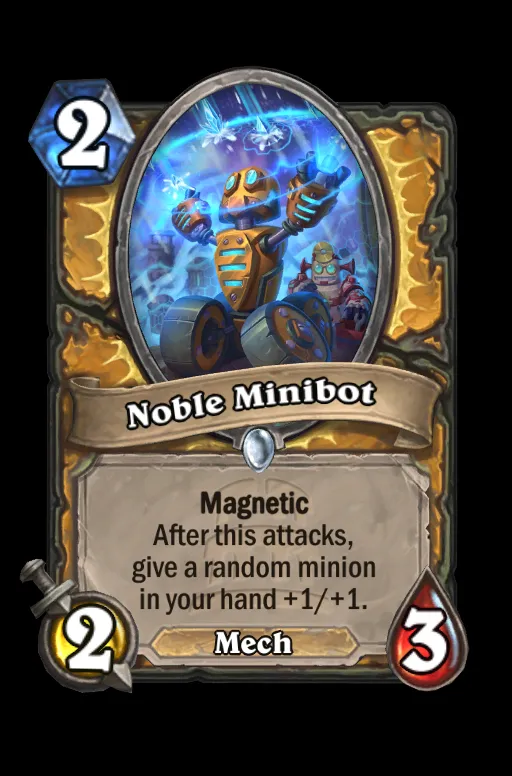 2
Noble Minibot
Magnetic
After this attacks,
give a random minion
in your hand +1/+1.
2
Mech
3